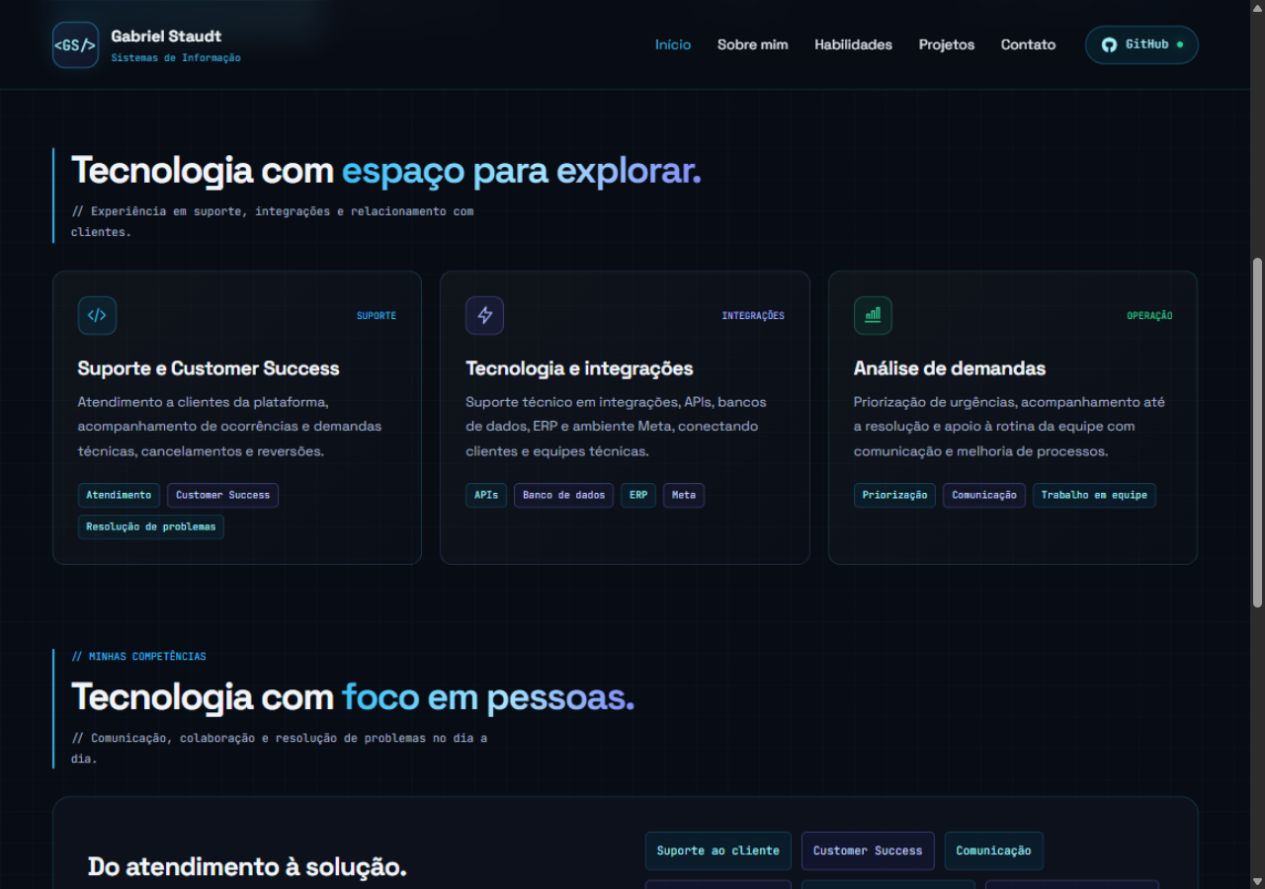 <GS/>
Gabriel Staudt
Sistemas de Informação
Início
Sobre mim
Habilidades
Projetos
Contato
GitHub
Tecnologia com espaço para explorar.
// Experiência em suporte, integrações e relacionamento com
clientes.
</>
SUPORTE
Suporte e Customer Success
Atendimento a clientes da plataforma,
acompanhamento de ocorrências e demandas
técnicas, cancelamentos e reversões.
Atendimento
Customer Success
Resolução de problemas
INTEGRAÇÕES
Tecnologia e integrações
Suporte técnico em integrações, APIs, bancos
de dados, ERP e ambiente Meta, conectando
clientes e equipes técnicas.
APIs
Banco de dados
ERP
Meta
OPERAÇÃO
Análise de demandas
Priorização de urgências, acompanhamento até
a resolução e apoio à rotina da equipe com
comunicação e melhoria de processos.
Priorização
Comunicação
Trabalho em equipe
// MINHAS COMPETÊNCIAS
Tecnologia com foco em pessoas.
// Comunicação, colaboração e resolução de problemas no dia a
dia.
Do atendimento à solução.
Suporte ao cliente
Customer Success
Comunicação